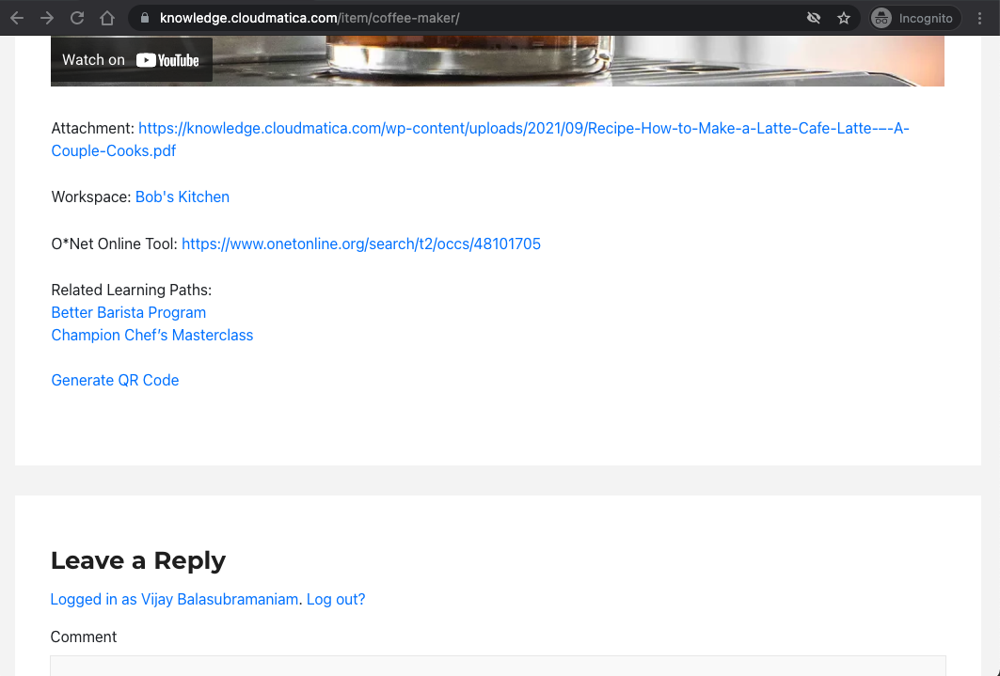 knowledge.cloudmatica.com/item/coffee-maker/
Incognito
Watch on YouTube
Attachment: https://knowledge.cloudmatica.com/wp-content/uploads/2021/09/Recipe-How-to-Make-a-Latte-Cafe-Latte-–-A-
Couple-Cooks.pdf
Workspace: Bob's Kitchen
O*Net Online Tool: https://www.onetonline.org/search/t2/occs/48101705
Related Learning Paths:
Better Barista Program
Champion Chef’s Masterclass
Generate QR Code
Leave a Reply
Logged in as Vijay Balasubramaniam. Log out?
Comment